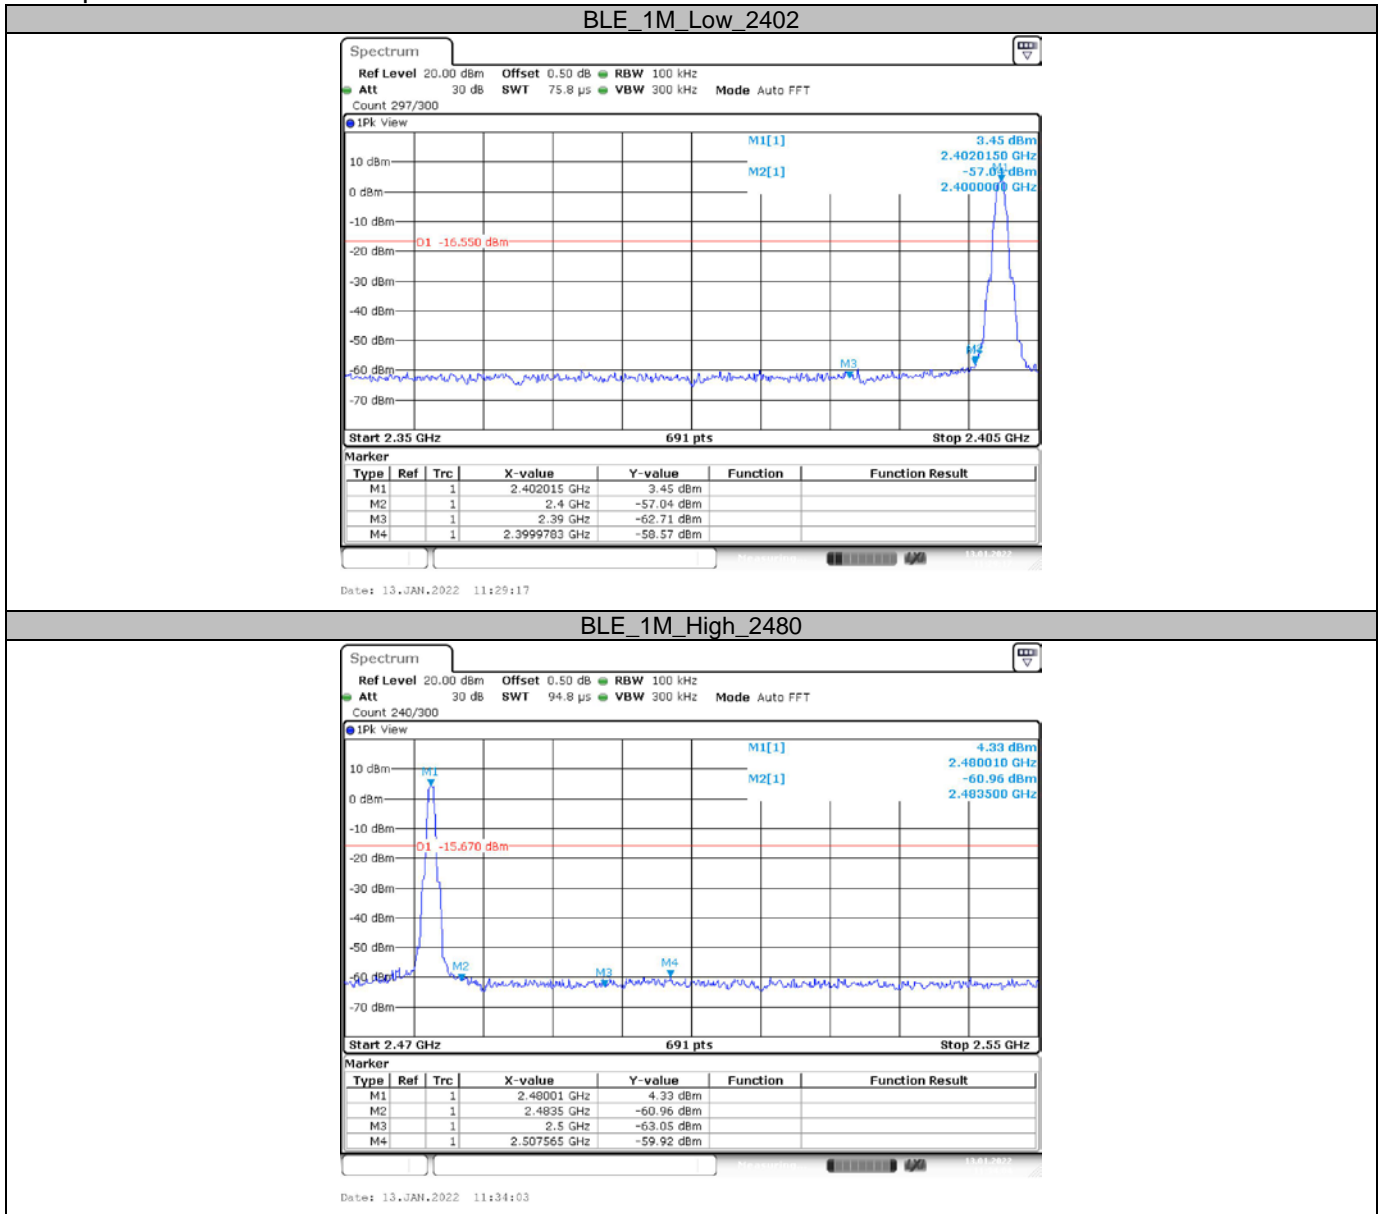 BLE_1M_Low_2402
Spectrum
Ref Level 20.00 dBm Offset 0.50 dB RBW 100 kHz
Att 30 dB SWT 75.8 µs VBW 300 kHz Mode Auto FFT
Count 297/300
1Pk View
M1[1] 3.45 dBm
2.4020150 GHz
M2[1] -57.04 dBm
2.4000000 GHz
M1
10 dBm
0 dBm
-10 dBm
D1 -16.550 dBm
-20 dBm
-30 dBm
-40 dBm
-50 dBm
M3
-60 dBm
-70 dBm
Start 2.35 GHz 691 pts Stop 2.405 GHz
Marker
Type Ref Trc X-value Y-value Function Function Result
M1 1 2.402015 GHz 3.45 dBm
M2 1 2.4 GHz -57.04 dBm
M3 1 2.39 GHz -62.71 dBm
M4 1 2.3999783 GHz -58.57 dBm
Measuring 13.01.2022
Date: 13.JAN.2022 11:29:17
BLE_1M_High_2480
Spectrum
Ref Level 20.00 dBm Offset 0.50 dB RBW 100 kHz
Att 30 dB SWT 94.8 µs VBW 300 kHz Mode Auto FFT
Count 240/300
1Pk View
M1[1] 4.33 dBm
2.480010 GHz
M2[1] -60.96 dBm
2.483500 GHz
10 dBm
M1
0 dBm
-10 dBm
D1 -15.670 dBm
-20 dBm
-30 dBm
-40 dBm
-50 dBm
M2 M3 M4
-60 dBm
-70 dBm
Start 2.47 GHz 691 pts Stop 2.55 GHz
Marker
Type Ref Trc X-value Y-value Function Function Result
M1 1 2.48001 GHz 4.33 dBm
M2 1 2.4835 GHz -60.96 dBm
M3 1 2.5 GHz -63.05 dBm
M4 1 2.507565 GHz -59.92 dBm
Measuring 13.01.2022
Date: 13.JAN.2022 11:34:03